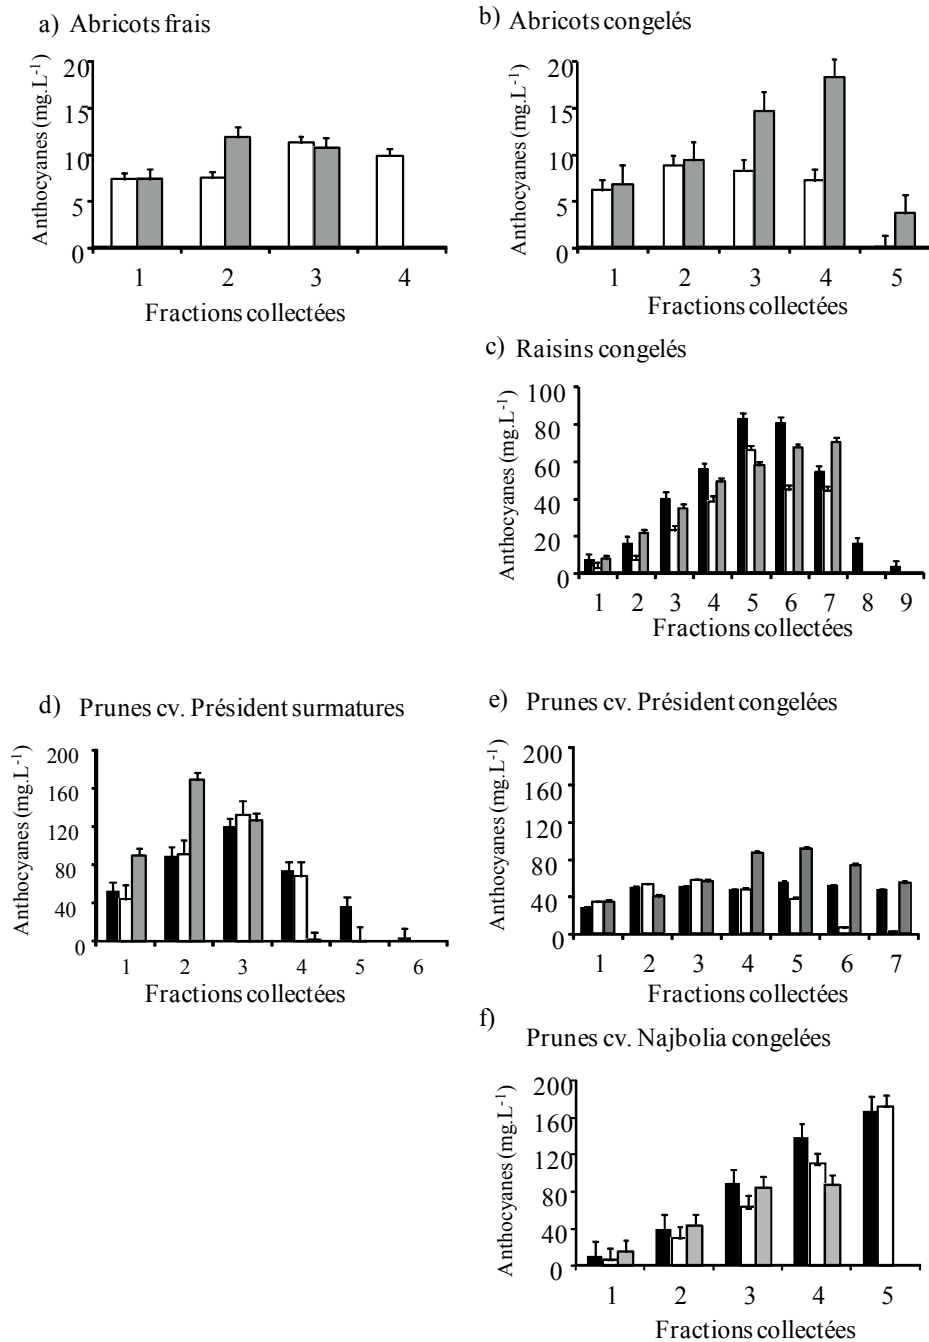 a) Abricots frais
Anthocyanes (mg.L-1)
20
15
10
5
0
1 2 3 4
Fractions collectées
b) Abricots congelés
Anthocyanes (mg.L-1)
20
15
10
5
0
1 2 3 4 5
Fractions collectées
c) Raisins congelés
Anthocyanes (mg.L-1)
100
80
60
40
20
0
1 2 3 4 5 6 7 8 9
Fractions collectées
d) Prunes cv. Président surmatures
Anthocyanes (mg.L-1)
200
160
120
80
40
0
1 2 3 4 5 6
Fractions collectées
e) Prunes cv. Président congelées
Anthocyanes (mg.L-1)
200
160
120
80
40
0
1 2 3 4 5 6 7
Fractions collectées
f)
Prunes cv. Najbolia congelées
Anthocyanes (mg.L-1)
200
160
120
80
40
0
1 2 3 4 5
Fractions collectées